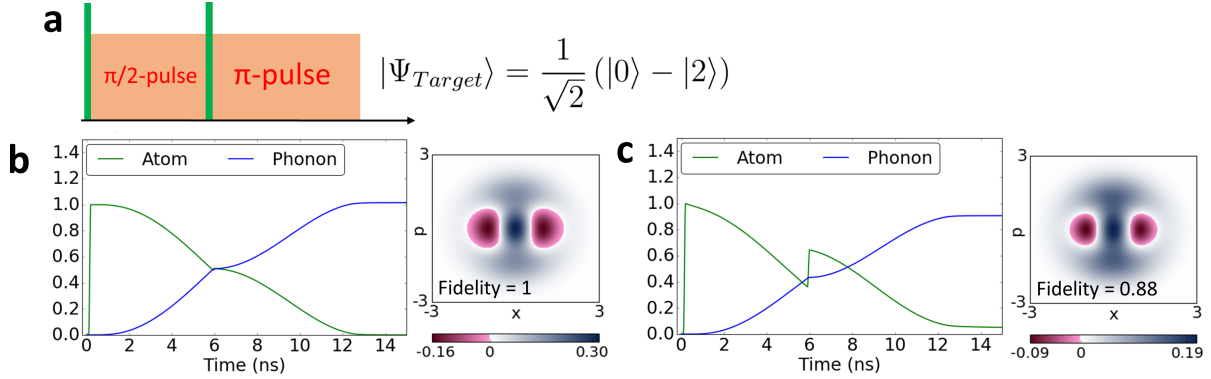 a
π/2-pulse
π-pulse
|Ψ_{Target}⟩ = 1/√2 (|0⟩ − |2⟩)
b
Atom
Phonon
1.4
1.2
1.0
0.8
0.6
0.4
0.2
0.0
0 2 4 6 8 10 12 14
Time (ns)
3
p
-3
Fidelity = 1
-3 x 3
-0.16 0 0.30
c
Atom
Phonon
1.4
1.2
1.0
0.8
0.6
0.4
0.2
0.0
0 2 4 6 8 10 12 14
Time (ns)
3
p
-3
Fidelity = 0.88
-3 x 3
-0.09 0 0.19